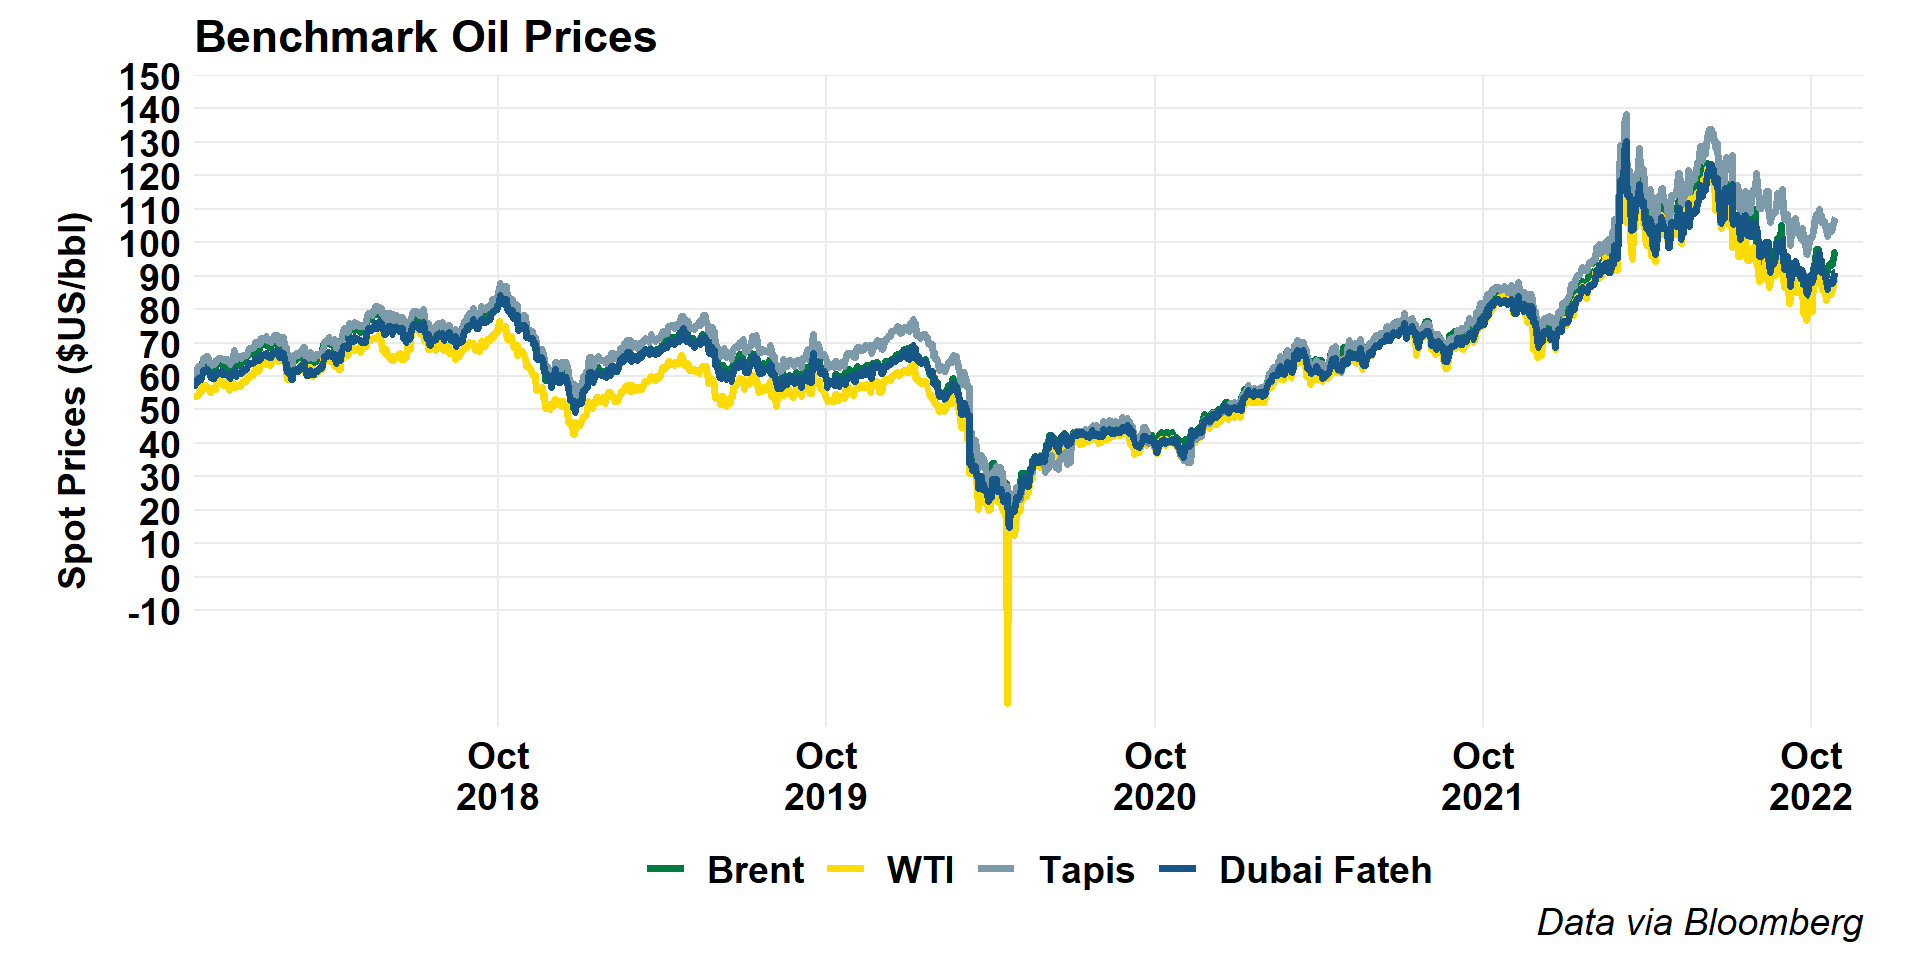 Benchmark Oil Prices
Spot Prices ($US/bbl)
150
140
130
120
110
100
90
80
70
60
50
40
30
20
10
0
-10
Oct Oct Oct Oct Oct
2018 2019 2020 2021 2022
Brent WTI Tapis Dubai Fateh
Data via Bloomberg